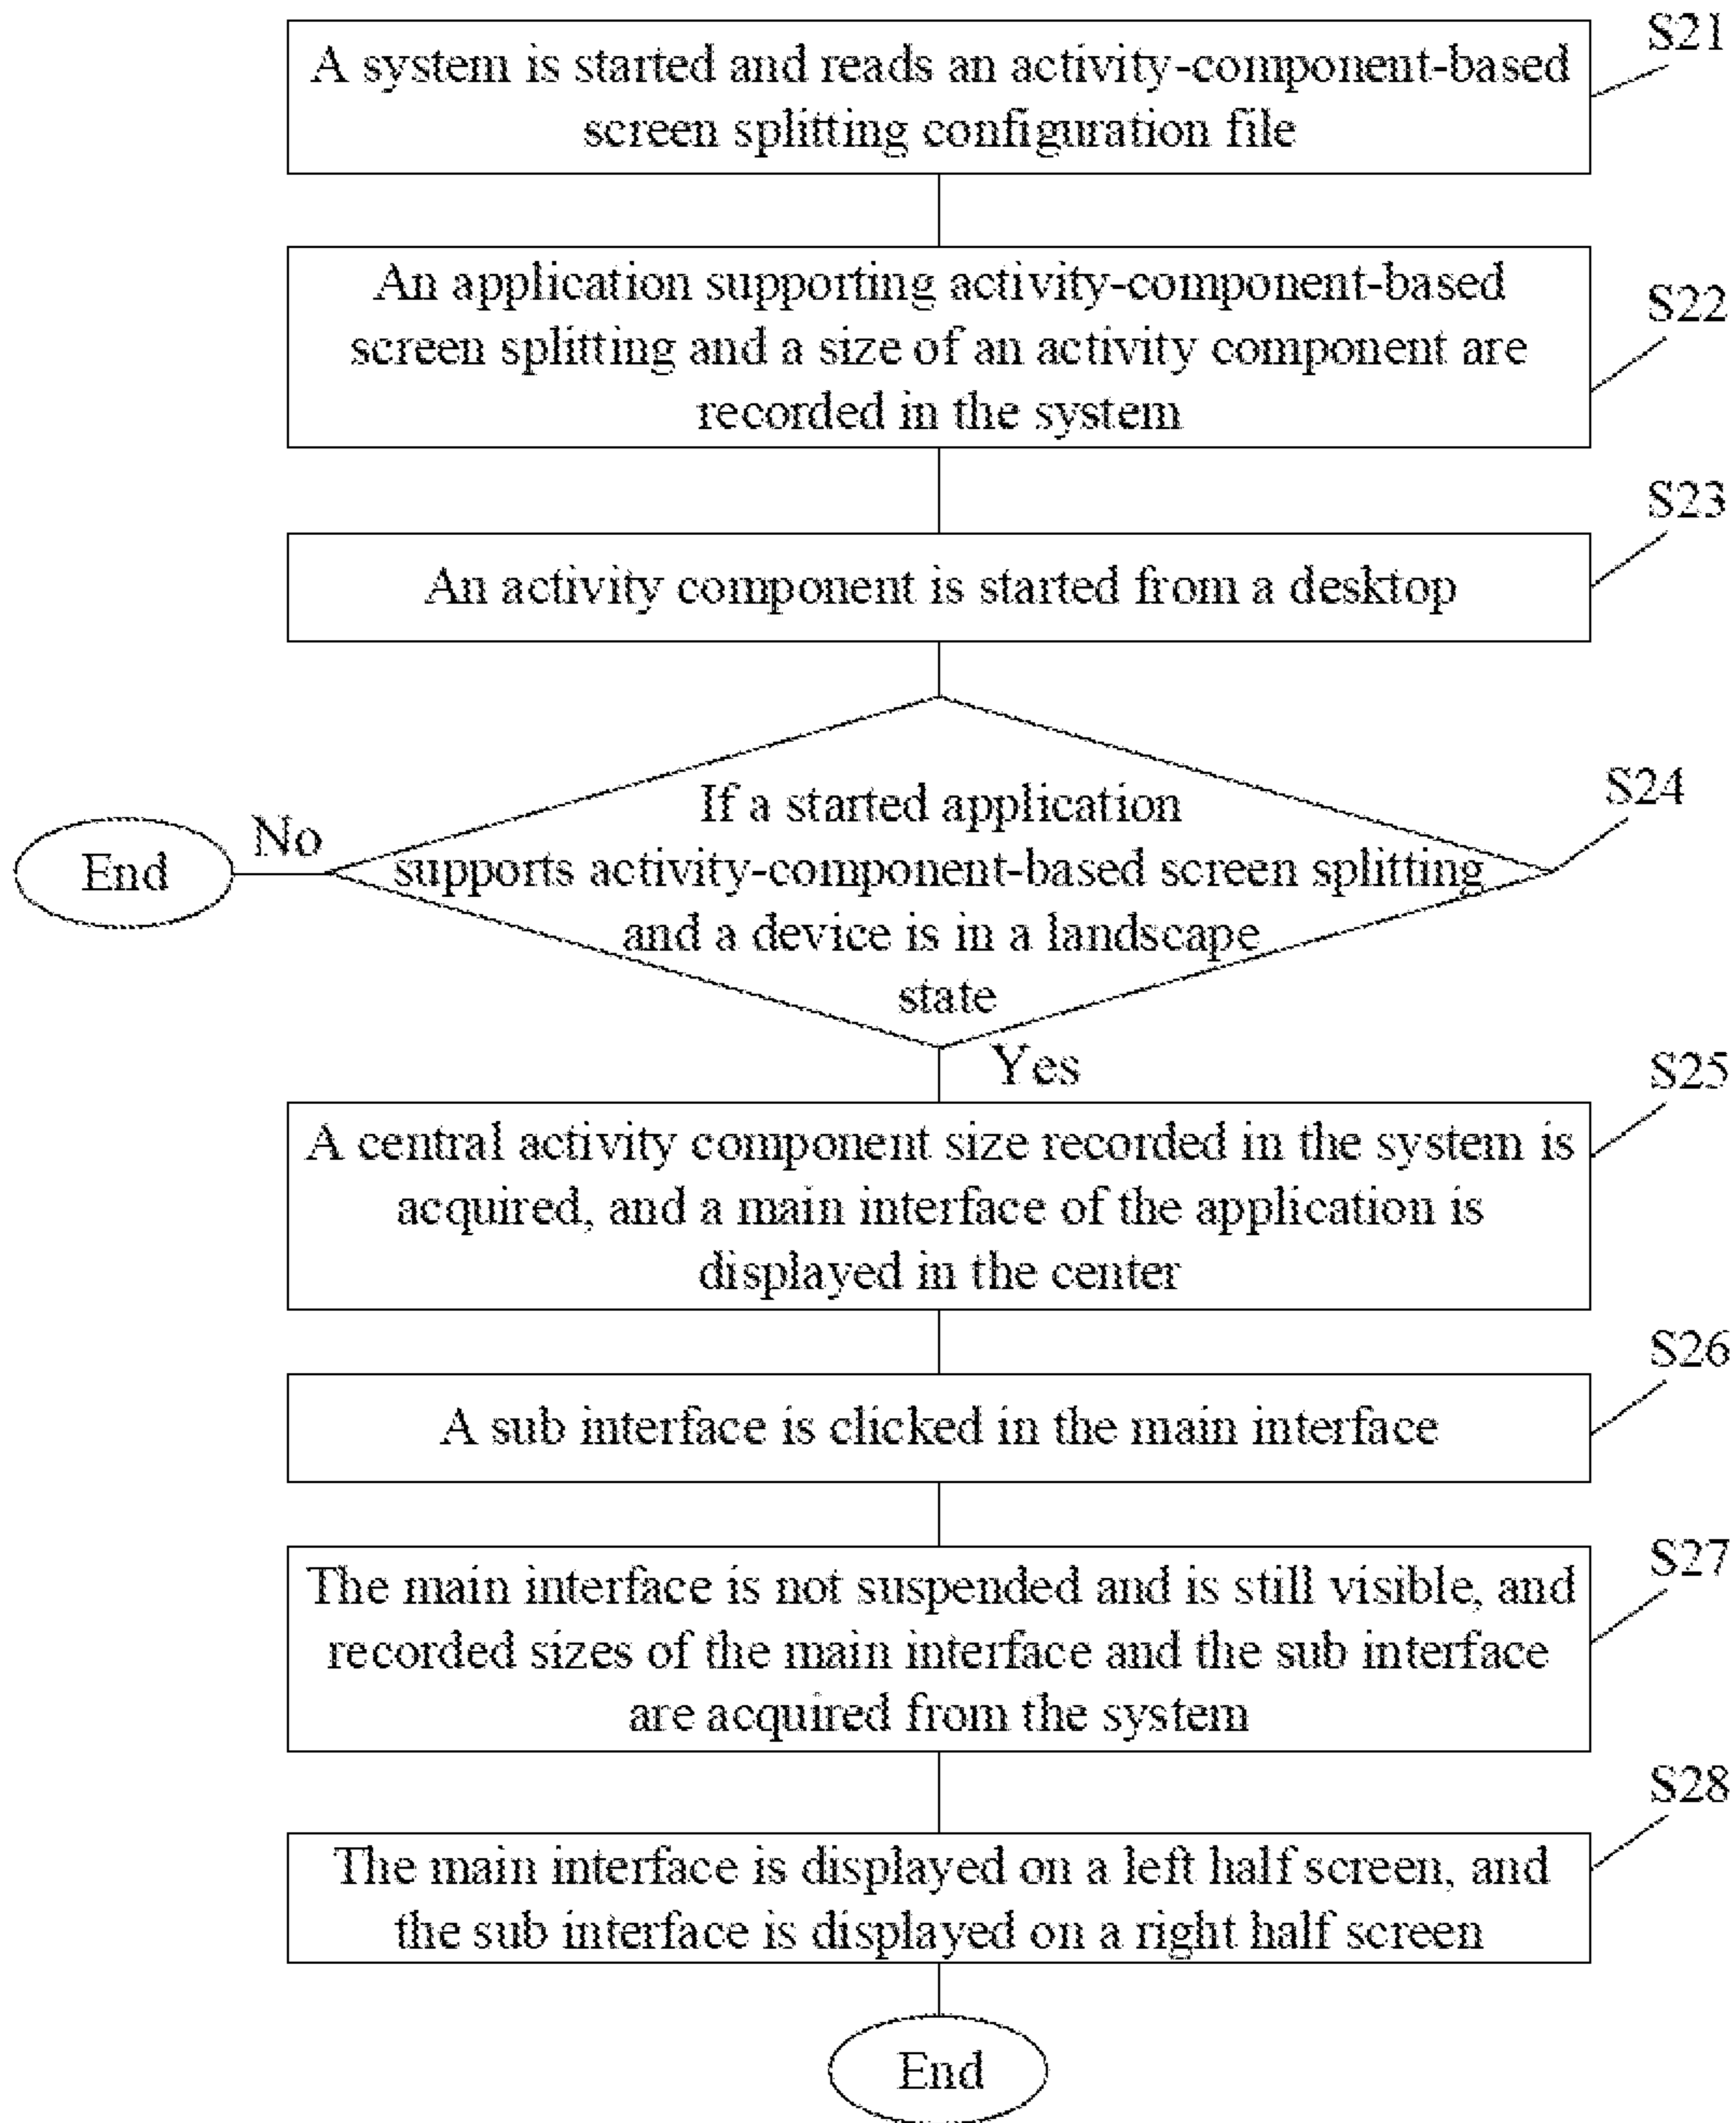 S21
A system is started and reads an activity-component-based
screen splitting configuration file
S22
An application supporting activity-component-based
screen splitting and a size of an activity component are
recorded in the system
S23
An activity component is started from a desktop
S24
If a started application
supports activity-component-based screen splitting
and a device is in a landscape
state
No
End
Yes
S25
A central activity component size recorded in the system is
acquired, and a main interface of the application is
displayed in the center
S26
A sub interface is clicked in the main interface
S27
The main interface is not suspended and is still visible, and
recorded sizes of the main interface and the sub interface
are acquired from the system
S28
The main interface is displayed on a left half screen, and
the sub interface is displayed on a right half screen
End